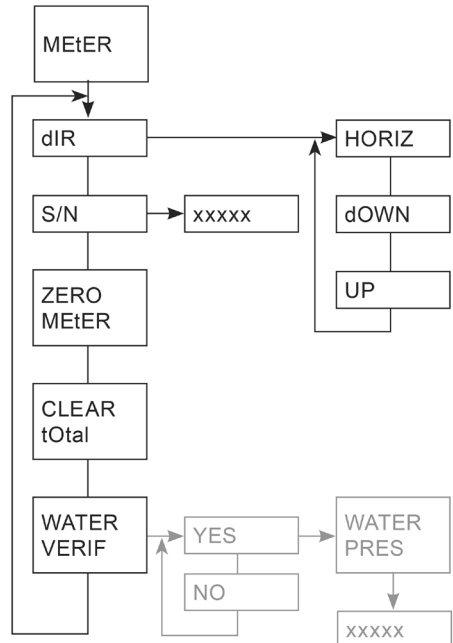 MEtER
dIR
HORIZ
S/N
xxxxx
dOWN
UP
ZERO
MEtER
CLEAR
tOtal
WATER
VERIF
YES
NO
WATER
PRES
xxxxx